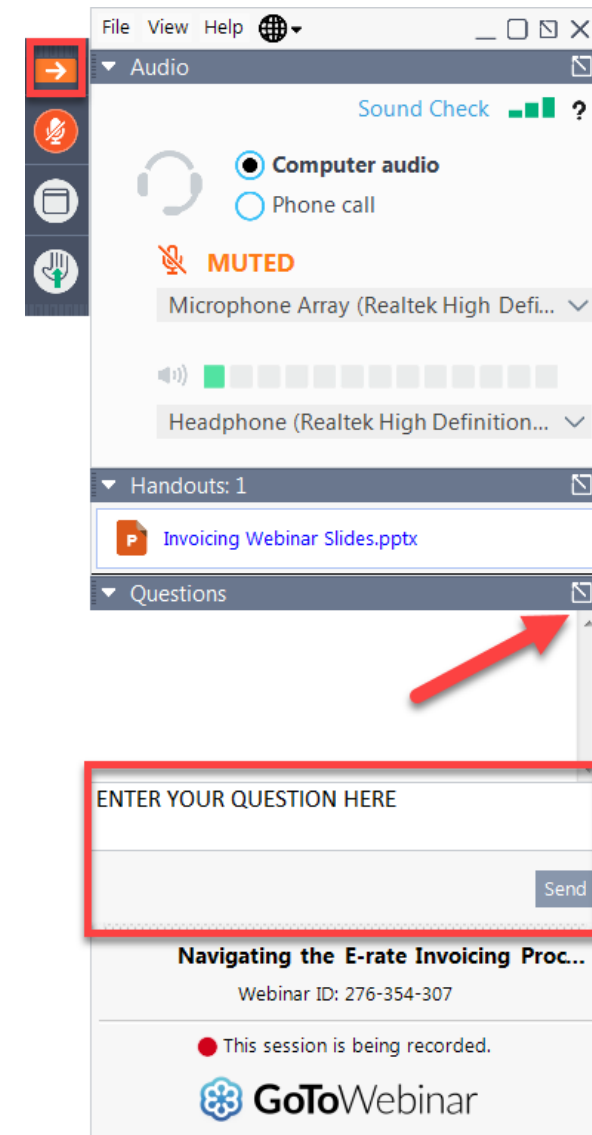 File View Help
Audio
Sound Check ?
Computer audio
Phone call
MUTED
Microphone Array (Realtek High Defi...
Headphone (Realtek High Definition...
Handouts: 1
P Invoicing Webinar Slides.pptx
Questions
ENTER YOUR QUESTION HERE
Send
Navigating the E-rate Invoicing Proc...
Webinar ID: 276-354-307
This session is being recorded.
GoToWebinar